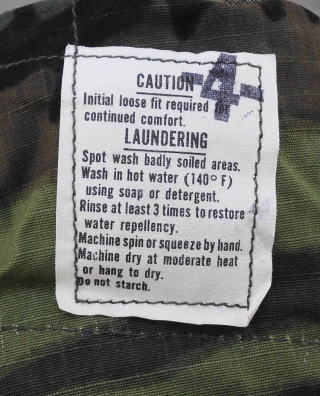 -4-
CAUTION
Initial loose fit required for
continued comfort.
LAUNDERING
Spot wash badly soiled areas.
Wash in hot water (140° F)
using soap or detergent.
Rinse at least 3 times to restore
water repellency.
Machine spin or squeeze by hand.
Machine dry at moderate heat
or hang to dry.
Do not starch.